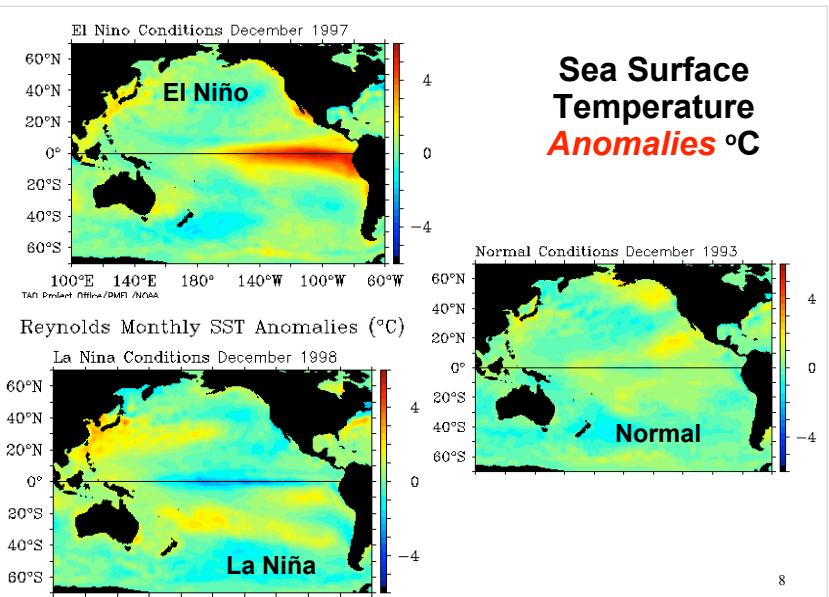 El Nino Conditions December 1997
60°N
40°N
20°N
0°
20°S
40°S
60°S
El Niño
4
0
−4
100°E 140°E 180° 140°W 100°W 60°W
TAO Project Office/PMEL/NOAA
Sea Surface
Temperature
Anomalies °C
Normal Conditions December 1993
60°N
40°N
20°N
0°
20°S
40°S
60°S
Normal
4
0
−4
Reynolds Monthly SST Anomalies (°C)
La Nina Conditions December 1998
60°N
40°N
20°N
0°
20°S
40°S
60°S
La Niña
4
0
−4
8